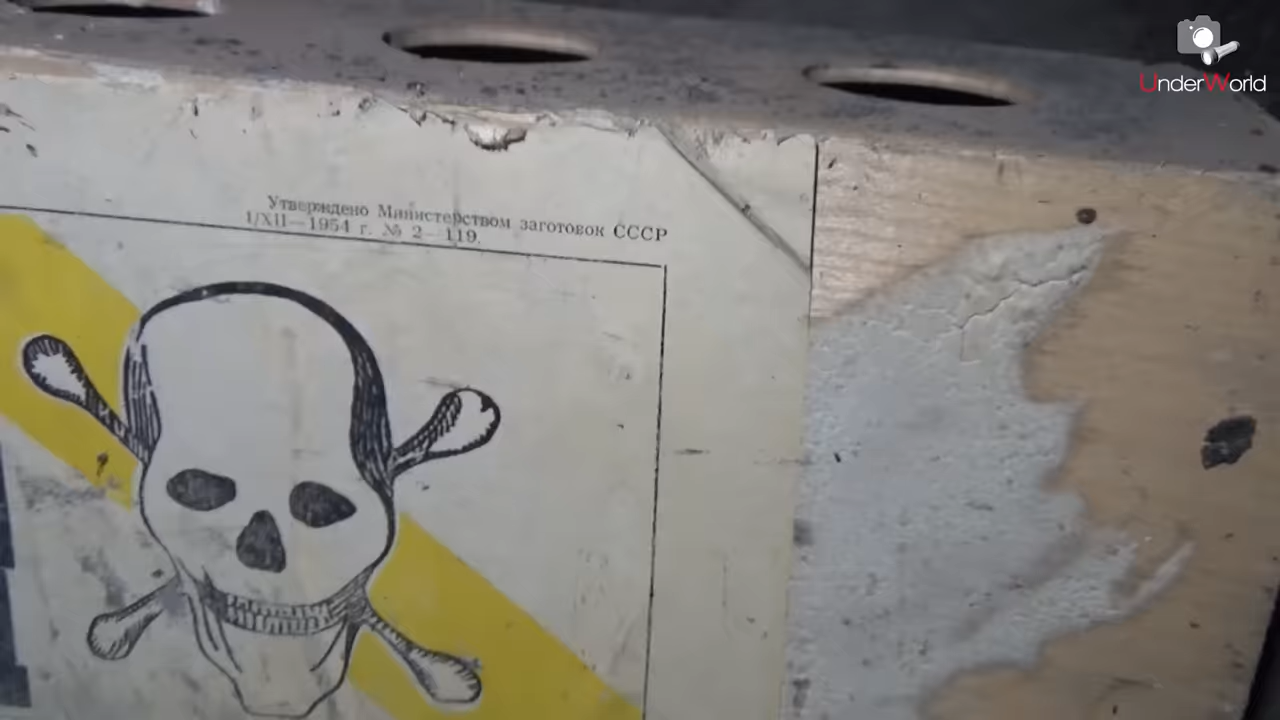 UnderWorld
Утверждено Министерством заготовок СССР
1/XII—1954 г. № 2—119.